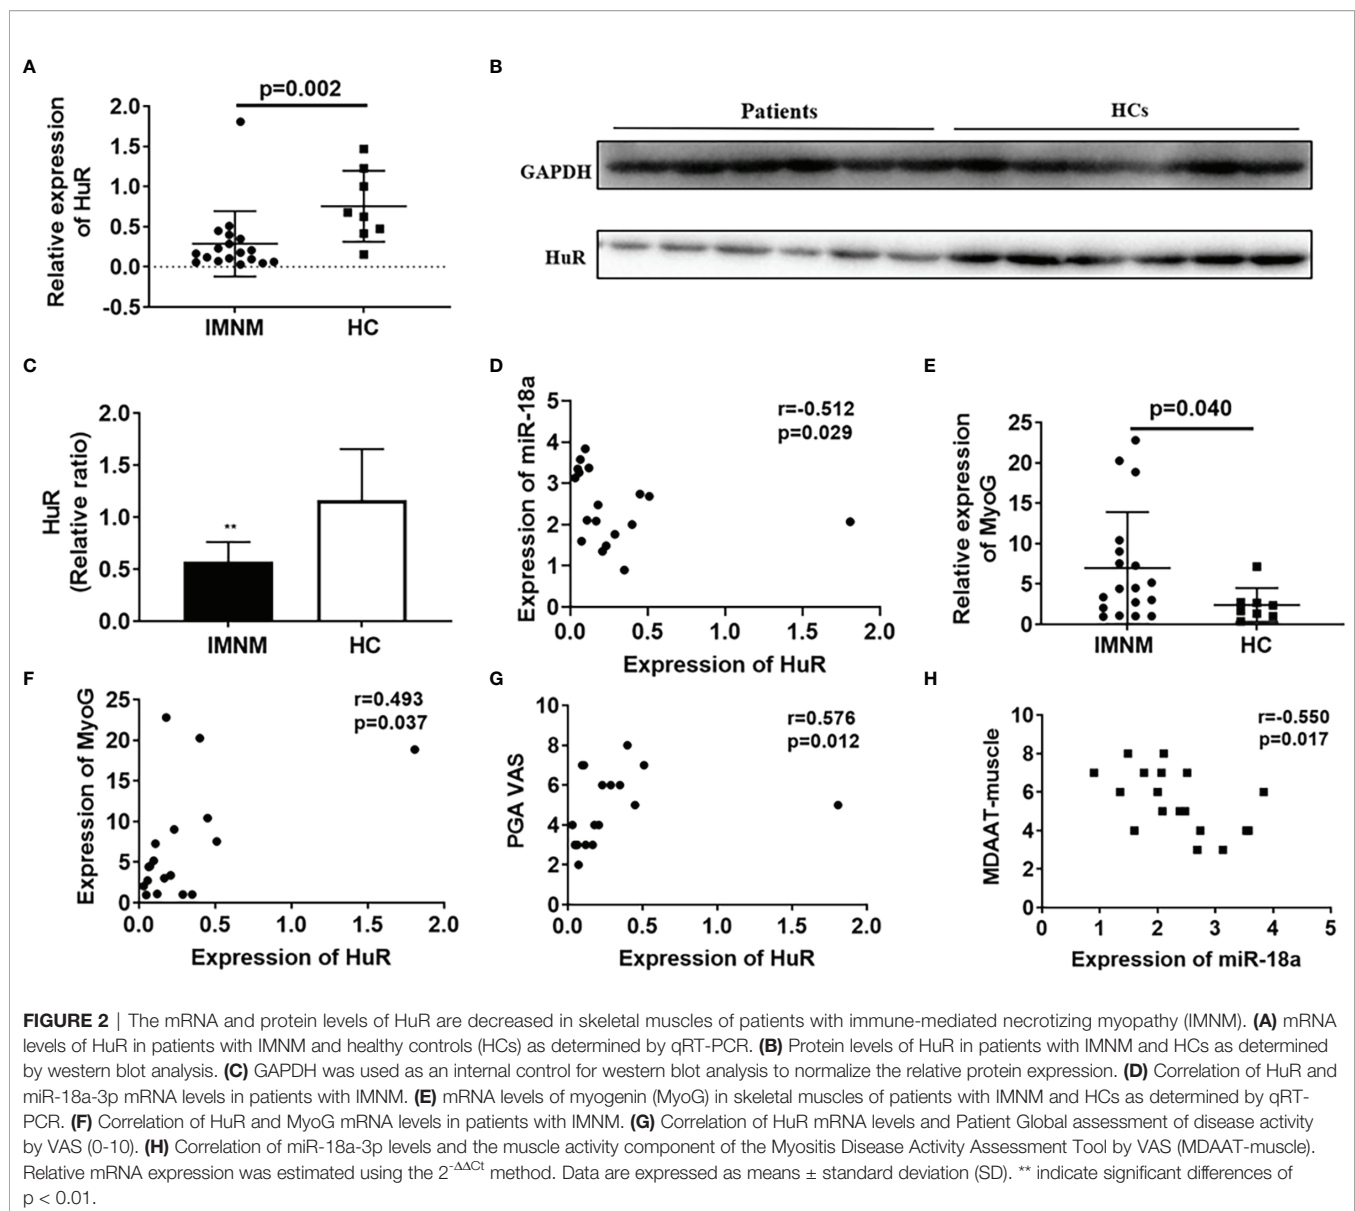 A
p=0.002
Relative expression
of HuR
2.0
1.5
1.0
0.5
0.0
-0.5
IMNM
HC
B
Patients
HCs
GAPDH
HuR
C
HuR
(Relative ratio)
2.0
1.5
1.0
0.5
0.0
**
IMNM
HC
D
Expression of miR-18a
5
4
3
2
1
0
r=-0.512
p=0.029
0.0
0.5
1.0
1.5
2.0
Expression of HuR
E
p=0.040
Relative expression
of MyoG
25
20
15
10
5
0
IMNM
HC
F
Expression of MyoG
25
20
15
10
5
0
r=0.493
p=0.037
0.0
0.5
1.0
1.5
2.0
Expression of HuR
G
PGA VAS
10
8
6
4
2
0
r=0.576
p=0.012
0.0
0.5
1.0
1.5
2.0
Expression of HuR
H
MDAAT-muscle
10
8
6
4
2
0
r=-0.550
p=0.017
0
1
2
3
4
5
Expression of miR-18a
FIGURE 2 | The mRNA and protein levels of HuR are decreased in skeletal muscles of patients with immune-mediated necrotizing myopathy (IMNM). (A) mRNA
levels of HuR in patients with IMNM and healthy controls (HCs) as determined by qRT-PCR. (B) Protein levels of HuR in patients with IMNM and HCs as determined
by western blot analysis. (C) GAPDH was used as an internal control for western blot analysis to normalize the relative protein expression. (D) Correlation of HuR and
miR-18a-3p mRNA levels in patients with IMNM. (E) mRNA levels of myogenin (MyoG) in skeletal muscles of patients with IMNM and HCs as determined by qRT-
PCR. (F) Correlation of HuR and MyoG mRNA levels in patients with IMNM. (G) Correlation of HuR mRNA levels and Patient Global assessment of disease activity
by VAS (0-10). (H) Correlation of miR-18a-3p levels and the muscle activity component of the Myositis Disease Activity Assessment Tool by VAS (MDAAT-muscle).
Relative mRNA expression was estimated using the 2-ΔΔCt method. Data are expressed as means ± standard deviation (SD). ** indicate significant differences of
p < 0.01.